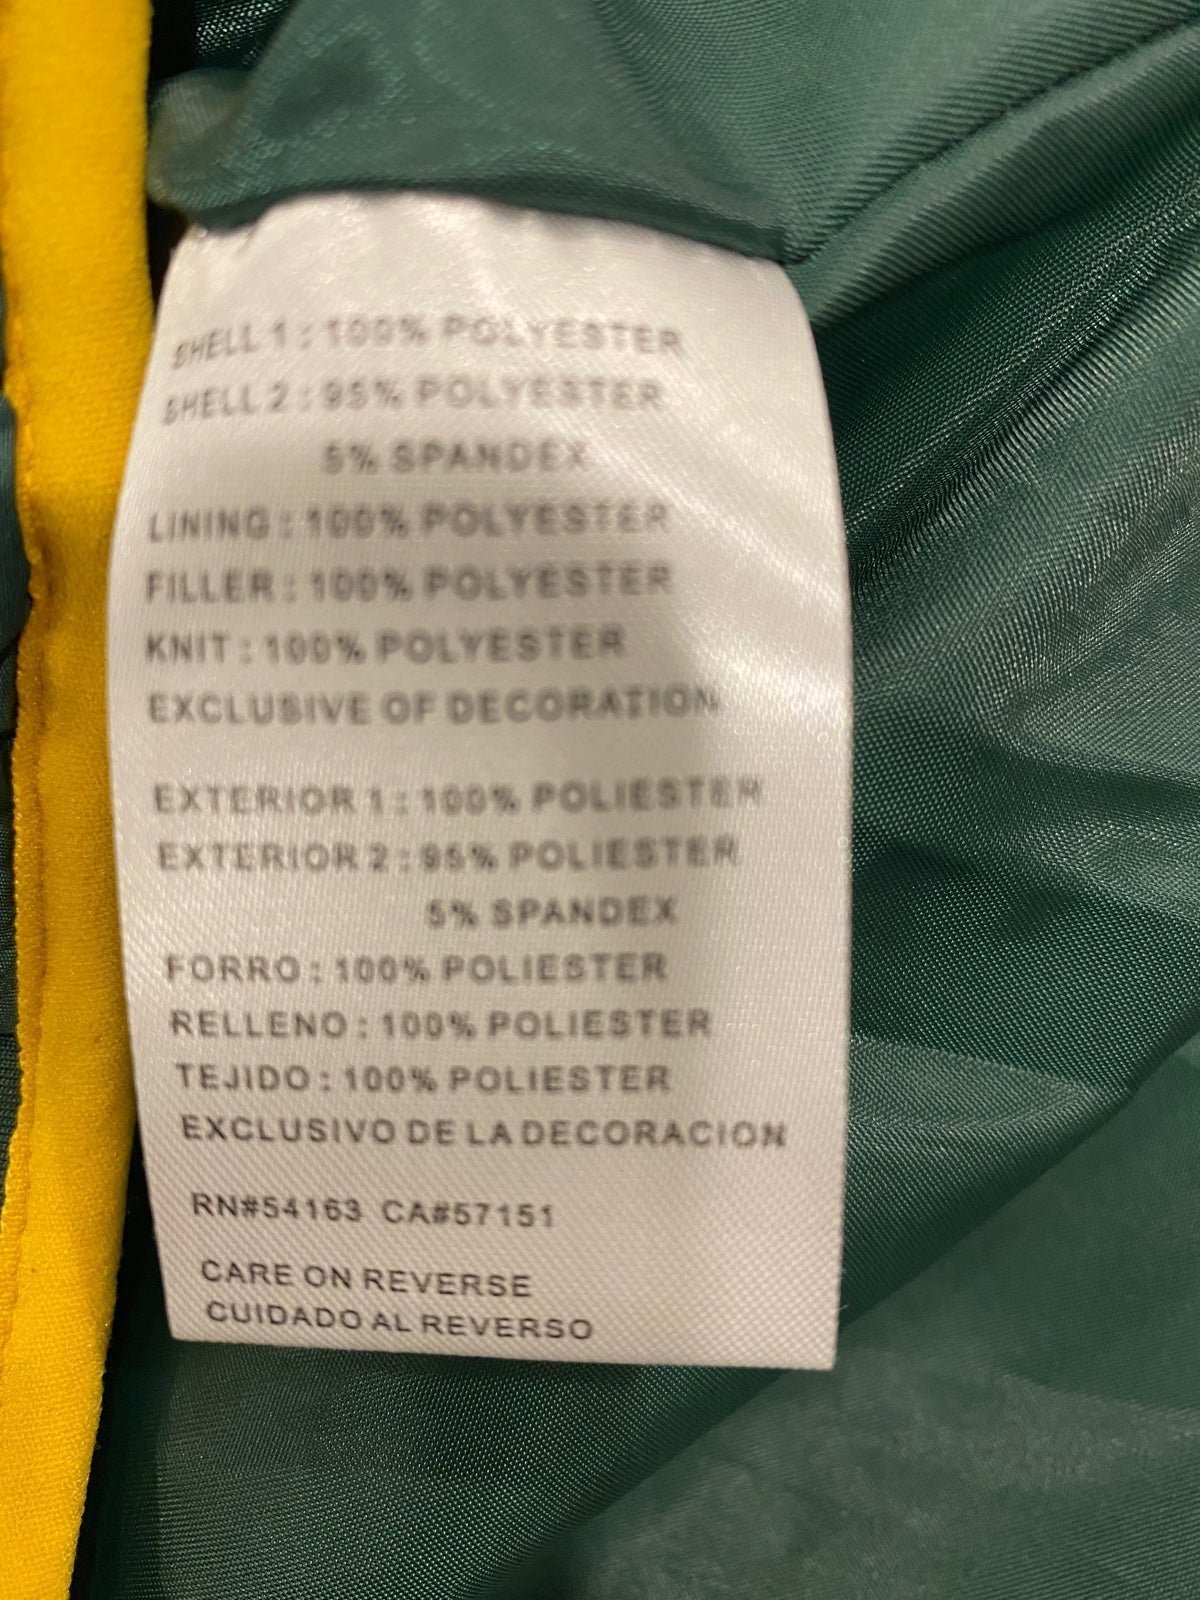 SHELL 1 : 100% POLYESTER
SHELL 2 : 95% POLYESTER
5% SPANDEX
LINING : 100% POLYESTER
FILLER : 100% POLYESTER
KNIT : 100% POLYESTER
EXCLUSIVE OF DECORATION
EXTERIOR 1 : 100% POLIESTER
EXTERIOR 2 : 95% POLIESTER
5% SPANDEX
FORRO : 100% POLIESTER
RELLENO : 100% POLIESTER
TEJIDO : 100% POLIESTER
EXCLUSIVO DE LA DECORACION
RN#54163 CA#57151
CARE ON REVERSE
CUIDADO AL REVERSO